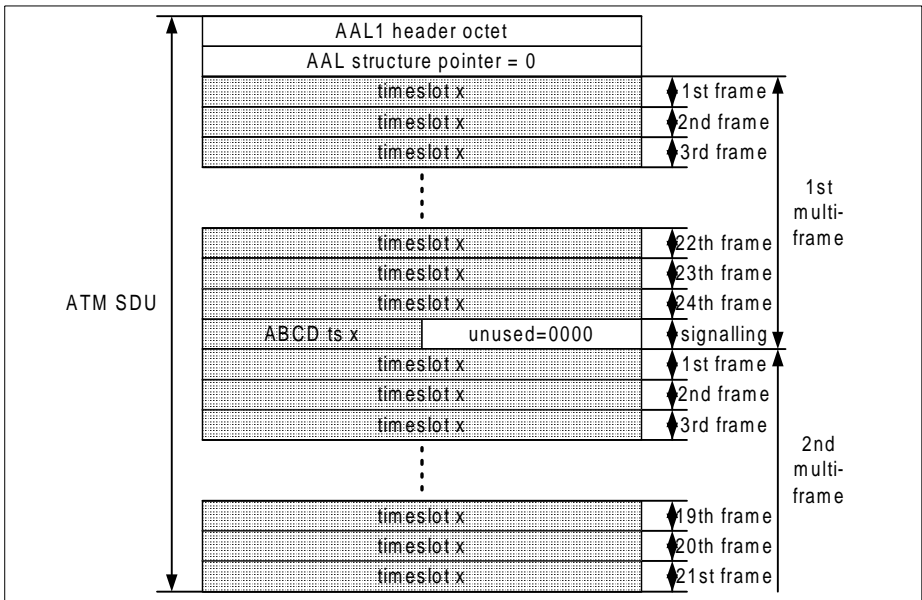 AAL1 header octet
AAL structure pointer = 0
timeslot x 1st frame
timeslot x 2nd frame
timeslot x 3rd frame
1st
multi-
frame
timeslot x 22th frame
timeslot x 23th frame
timeslot x 24th frame
ATM SDU
ABCD ts x unused=0000 signalling
timeslot x 1st frame
timeslot x 2nd frame
timeslot x 3rd frame
2nd
multi-
frame
timeslot x 19th frame
timeslot x 20th frame
timeslot x 21st frame